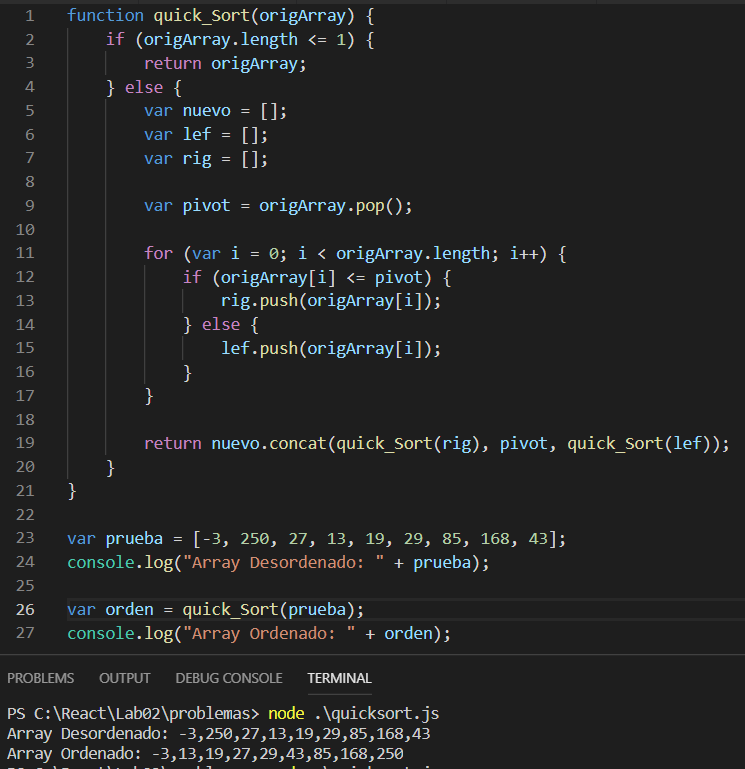 1 function quick_Sort(origArray) {
2     if (origArray.length <= 1) {
3         return origArray;
4     } else {
5         var nuevo = [];
6         var lef = [];
7         var rig = [];
8
9         var pivot = origArray.pop();
10
11         for (var i = 0; i < origArray.length; i++) {
12             if (origArray[i] <= pivot) {
13                 rig.push(origArray[i]);
14             } else {
15                 lef.push(origArray[i]);
16             }
17         }
18
19         return nuevo.concat(quick_Sort(rig), pivot, quick_Sort(lef));
20     }
21 }
22
23 var prueba = [-3, 250, 27, 13, 19, 29, 85, 168, 43];
24 console.log("Array Desordenado: " + prueba);
25
26 var orden = quick_Sort(prueba);
27 console.log("Array Ordenado: " + orden);
PROBLEMS OUTPUT DEBUG CONSOLE TERMINAL
PS C:\React\Lab02\problemas> node .\quicksort.js
Array Desordenado: -3,250,27,13,19,29,85,168,43
Array Ordenado: -3,13,19,27,29,43,85,168,250